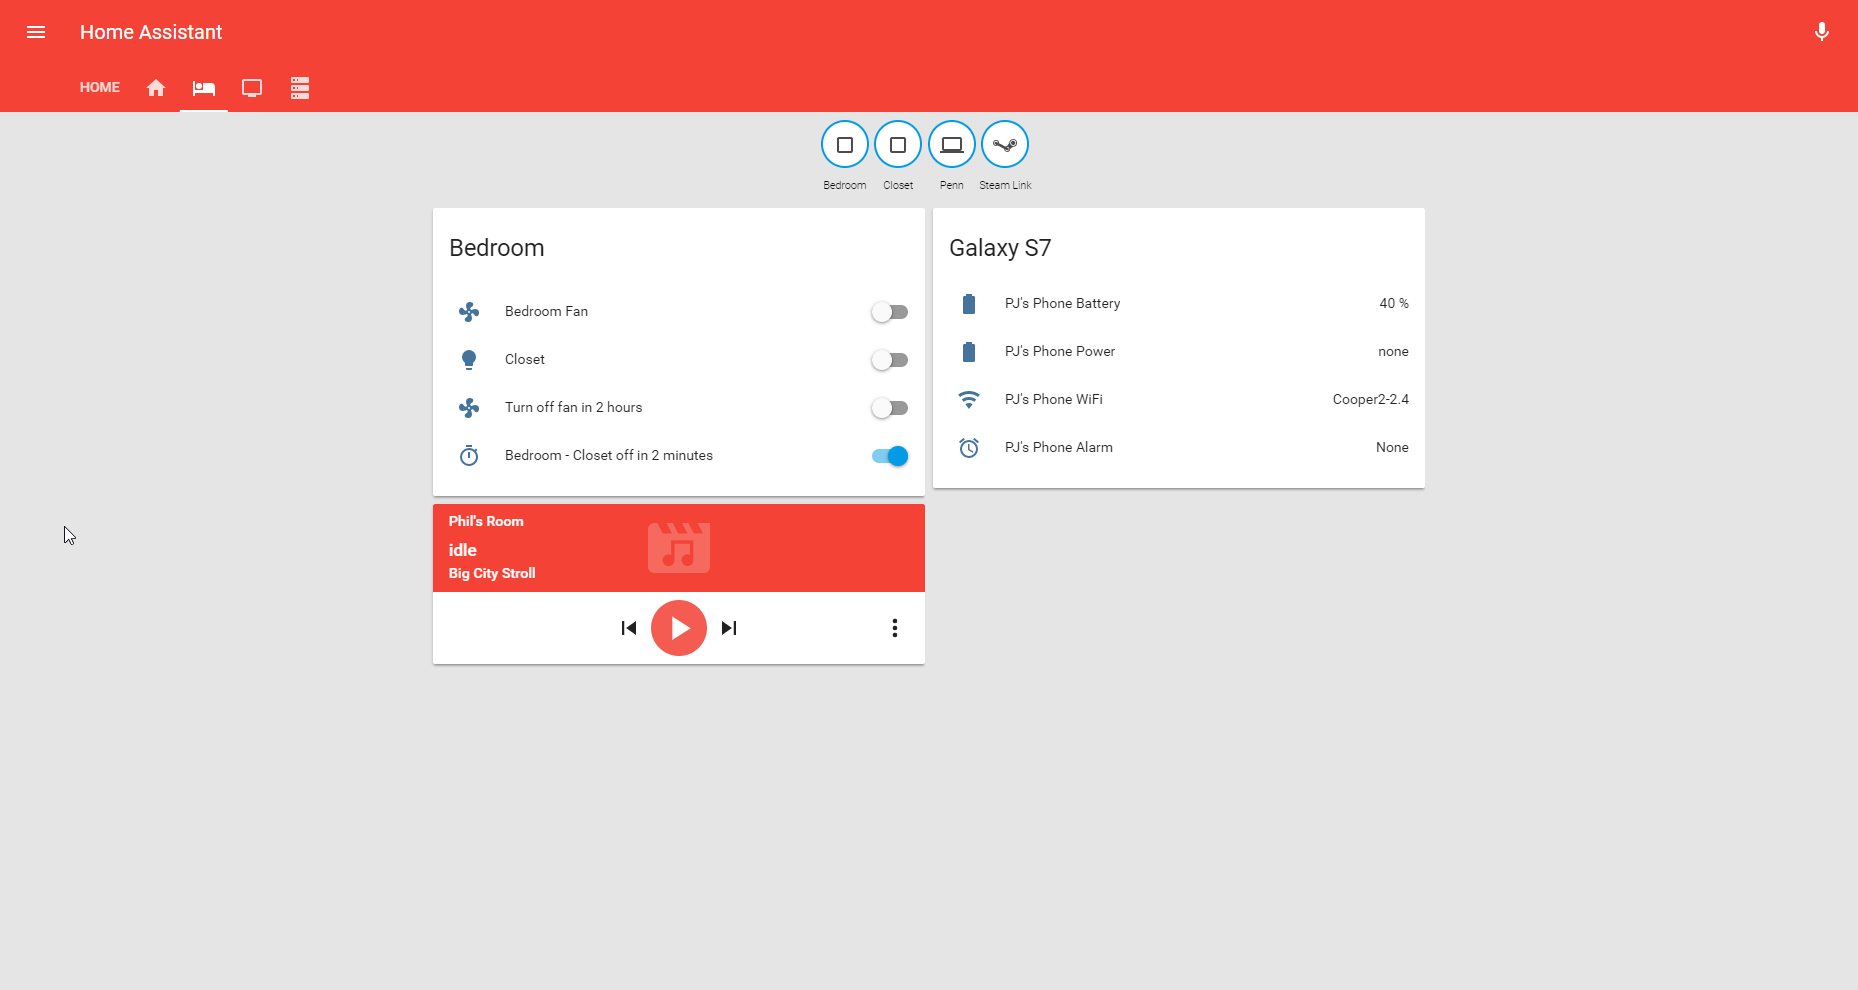 Home Assistant
HOME
Bedroom Closet Penn Steam Link
Bedroom
Bedroom Fan
Closet
Turn off fan in 2 hours
Bedroom - Closet off in 2 minutes
Galaxy S7
PJ's Phone Battery 40 %
PJ's Phone Power none
PJ's Phone WiFi Cooper2-2.4
PJ's Phone Alarm None
Phil's Room
idle
Big City Stroll